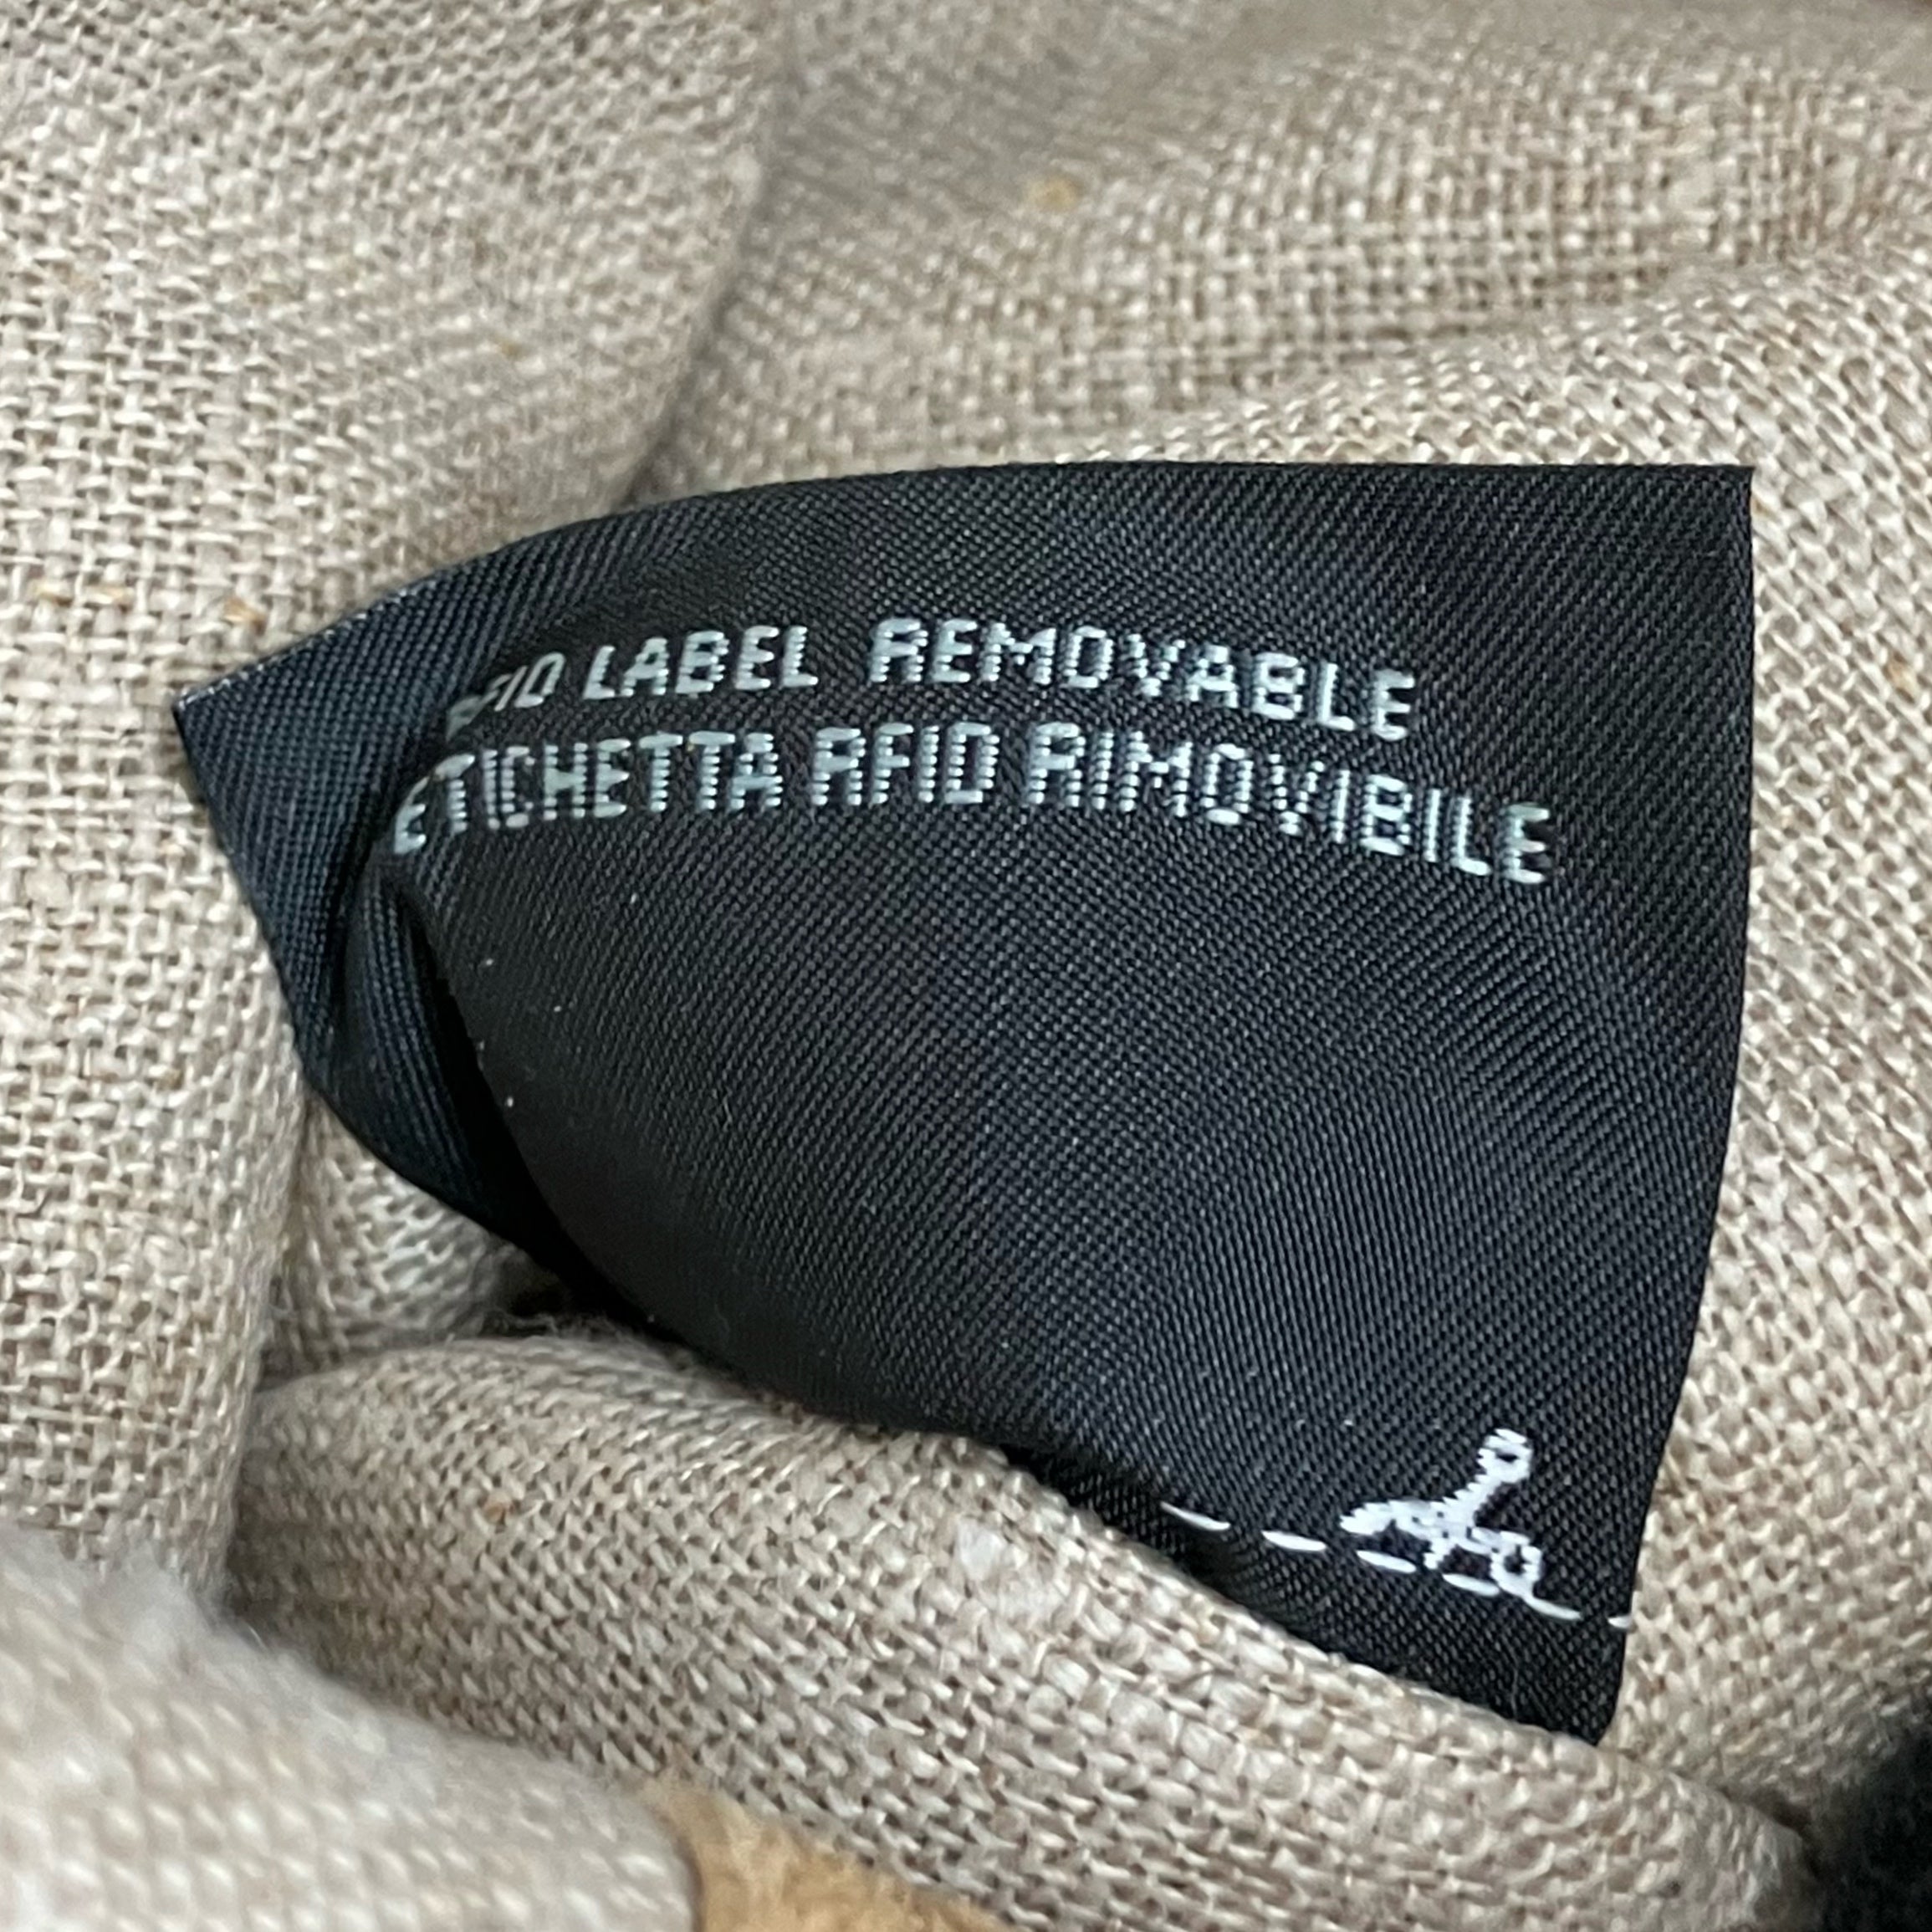 RFID LABEL REMOVABLE
ETICHETTA RFID RIMOVIBILE